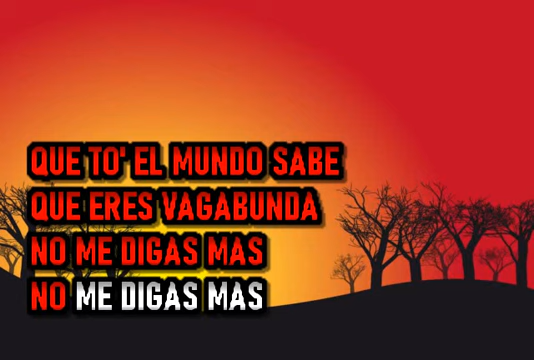 QUE TO' EL MUNDO SABE
QUE ERES VAGABUNDA
NO ME DIGAS MAS
NO ME DIGAS MAS